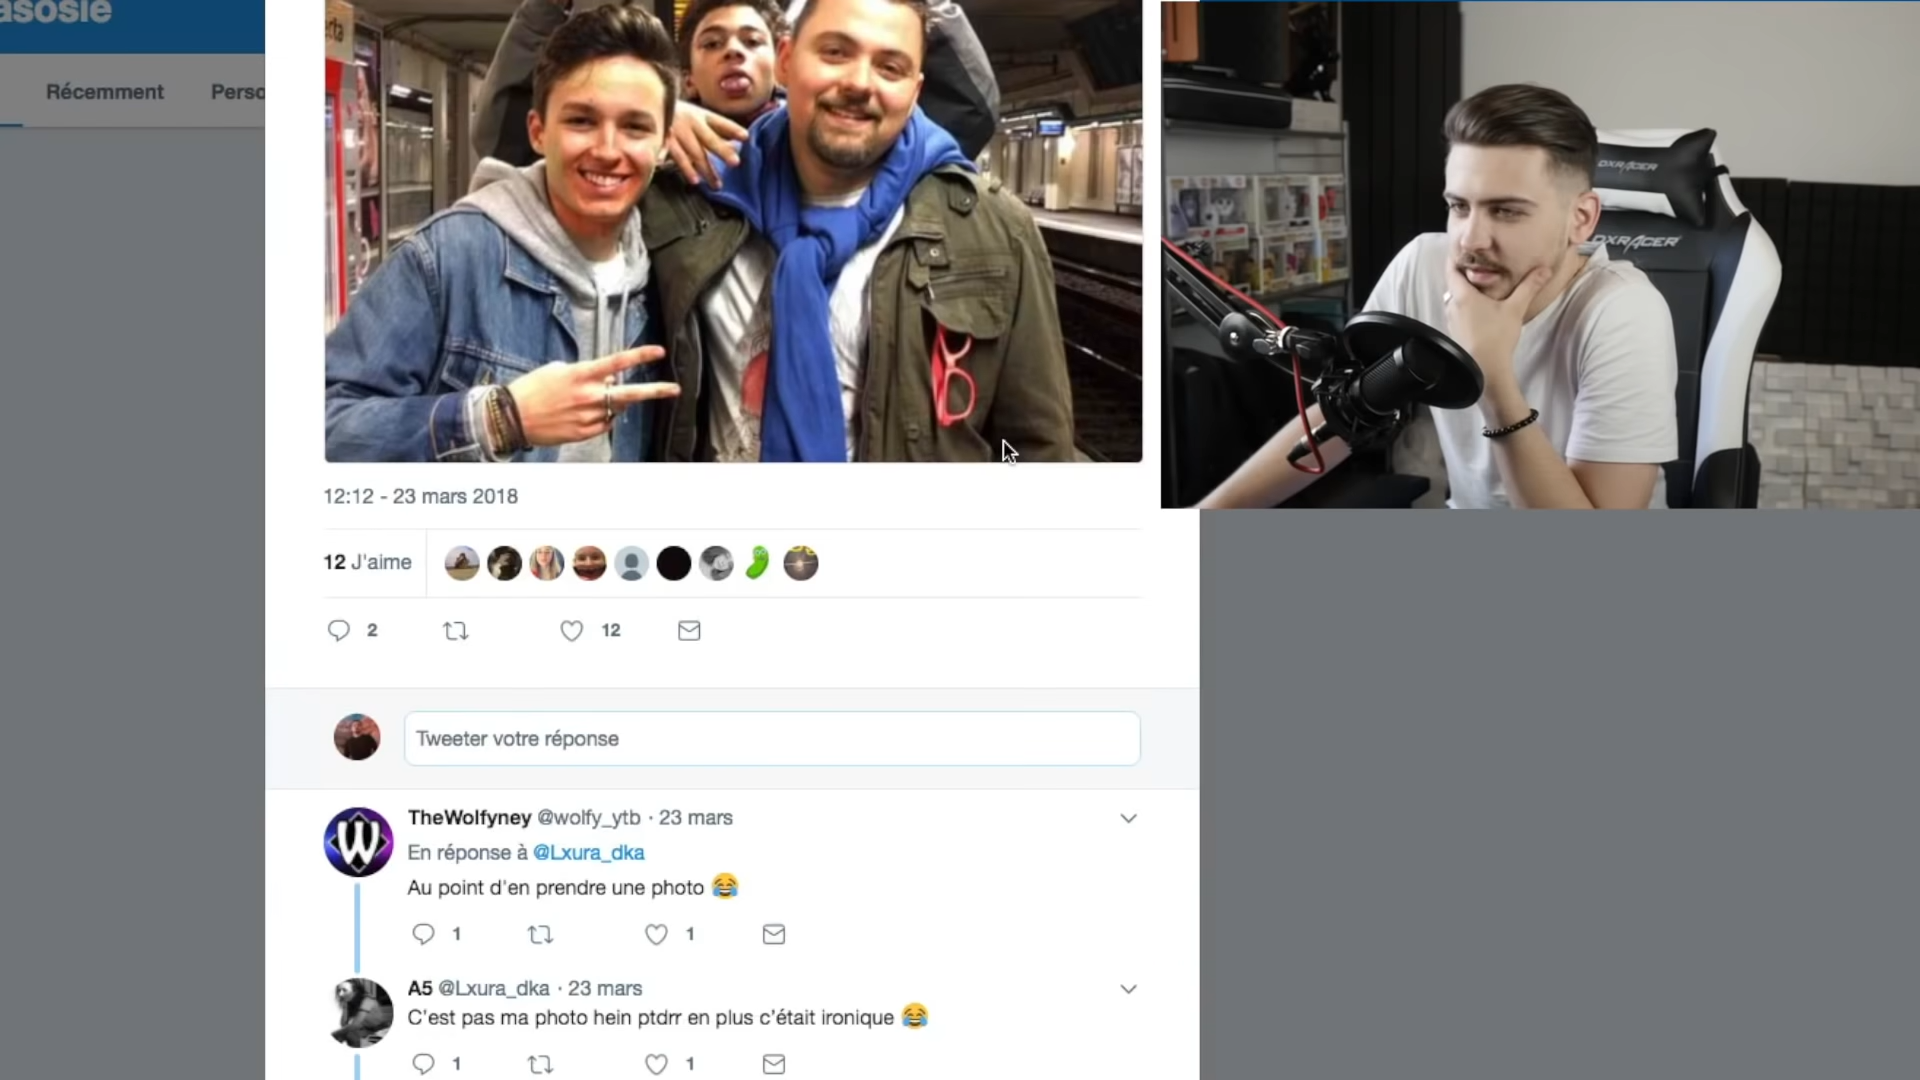 asosie
Récemment
Perso
DXRACER
DXRACER
12:12 - 23 mars 2018
12 J'aime
2
12
Tweeter votre réponse
TheWolfyney @wolfy_ytb · 23 mars
En réponse à @Lxura_dka
Au point d'en prendre une photo 😂
1
1
A5 @Lxura_dka · 23 mars
C'est pas ma photo hein ptdrr en plus c'était ironique 😂
1
1